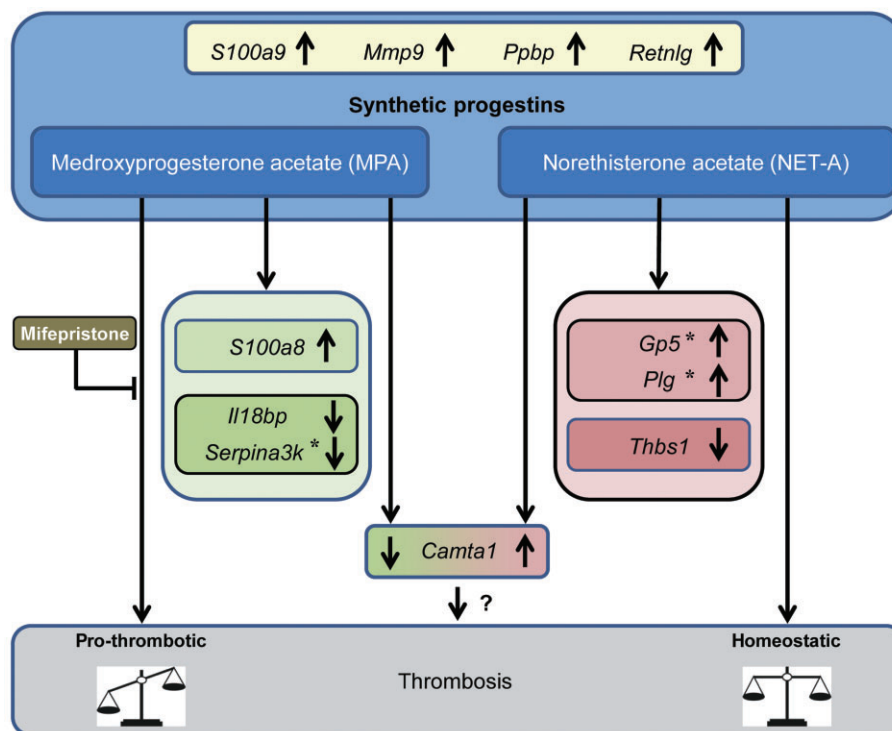 S100a9 ↑ Mmp9 ↑ Ppbp ↑ Retnlg ↑
Synthetic progestins
Medroxyprogesterone acetate (MPA)
Norethisterone acetate (NET-A)
Mifepristone
S100a8 ↑
Il18bp ↓
Serpina3k * ↓
Gp5 * ↑
Plg * ↑
Thbs1 ↓
↓ Camta1 ↑
?
Pro-thrombotic
Thrombosis
Homeostatic